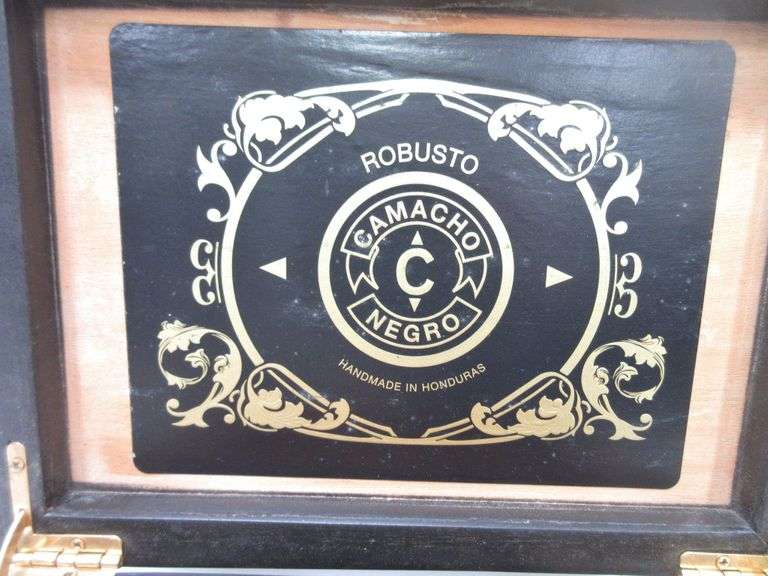 ROBUSTO
CAMACHO
C
NEGRO
HANDMADE IN HONDURAS